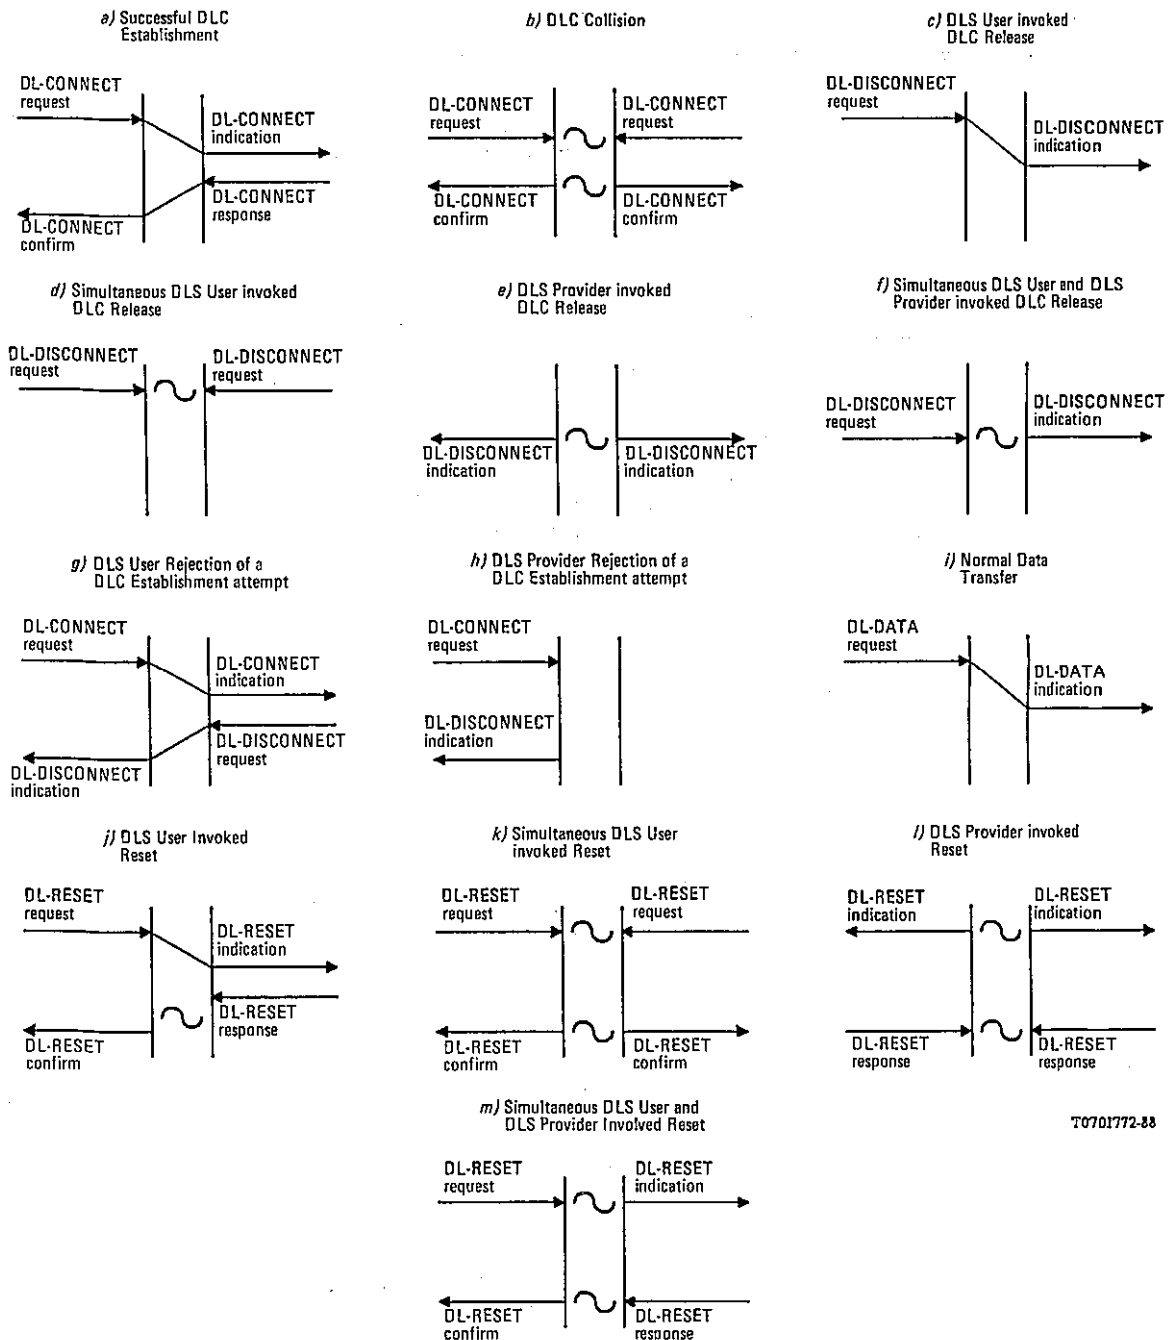 a) Successful DLC
Establishment
DL-CONNECT
request
DL-CONNECT
indication
DL-CONNECT
response
DL-CONNECT
confirm
b) DLC Collision
DL-CONNECT
request
DL-CONNECT
request
DL-CONNECT
confirm
DL-CONNECT
confirm
c) DLS User invoked
DLC Release
DL-DISCONNECT
request
DL-DISCONNECT
indication
d) Simultaneous DLS User invoked
DLC Release
DL-DISCONNECT
request
DL-DISCONNECT
request
e) DLS Provider invoked
DLC Release
DL-DISCONNECT
indication
DL-DISCONNECT
indication
f) Simultaneous DLS User and DLS
Provider invoked DLC Release
DL-DISCONNECT
request
DL-DISCONNECT
indication
g) DLS User Rejection of a
DLC Establishment attempt
DL-CONNECT
request
DL-CONNECT
indication
DL-DISCONNECT
request
DL-DISCONNECT
indication
h) DLS Provider Rejection of a
DLC Establishment attempt
DL-CONNECT
request
DL-DISCONNECT
indication
i) Normal Data
Transfer
DL-DATA
request
DL-DATA
indication
j) DLS User Invoked
Reset
DL-RESET
request
DL-RESET
indication
DL-RESET
response
DL-RESET
confirm
k) Simultaneous DLS User
invoked Reset
DL-RESET
request
DL-RESET
request
DL-RESET
confirm
DL-RESET
confirm
l) DLS Provider invoked
Reset
DL-RESET
indication
DL-RESET
indication
DL-RESET
response
DL-RESET
response
m) Simultaneous DLS User and
DLS Provider Involved Reset
DL-RESET
request
DL-RESET
indication
DL-RESET
confirm
DL-RESET
response
T0701772-88